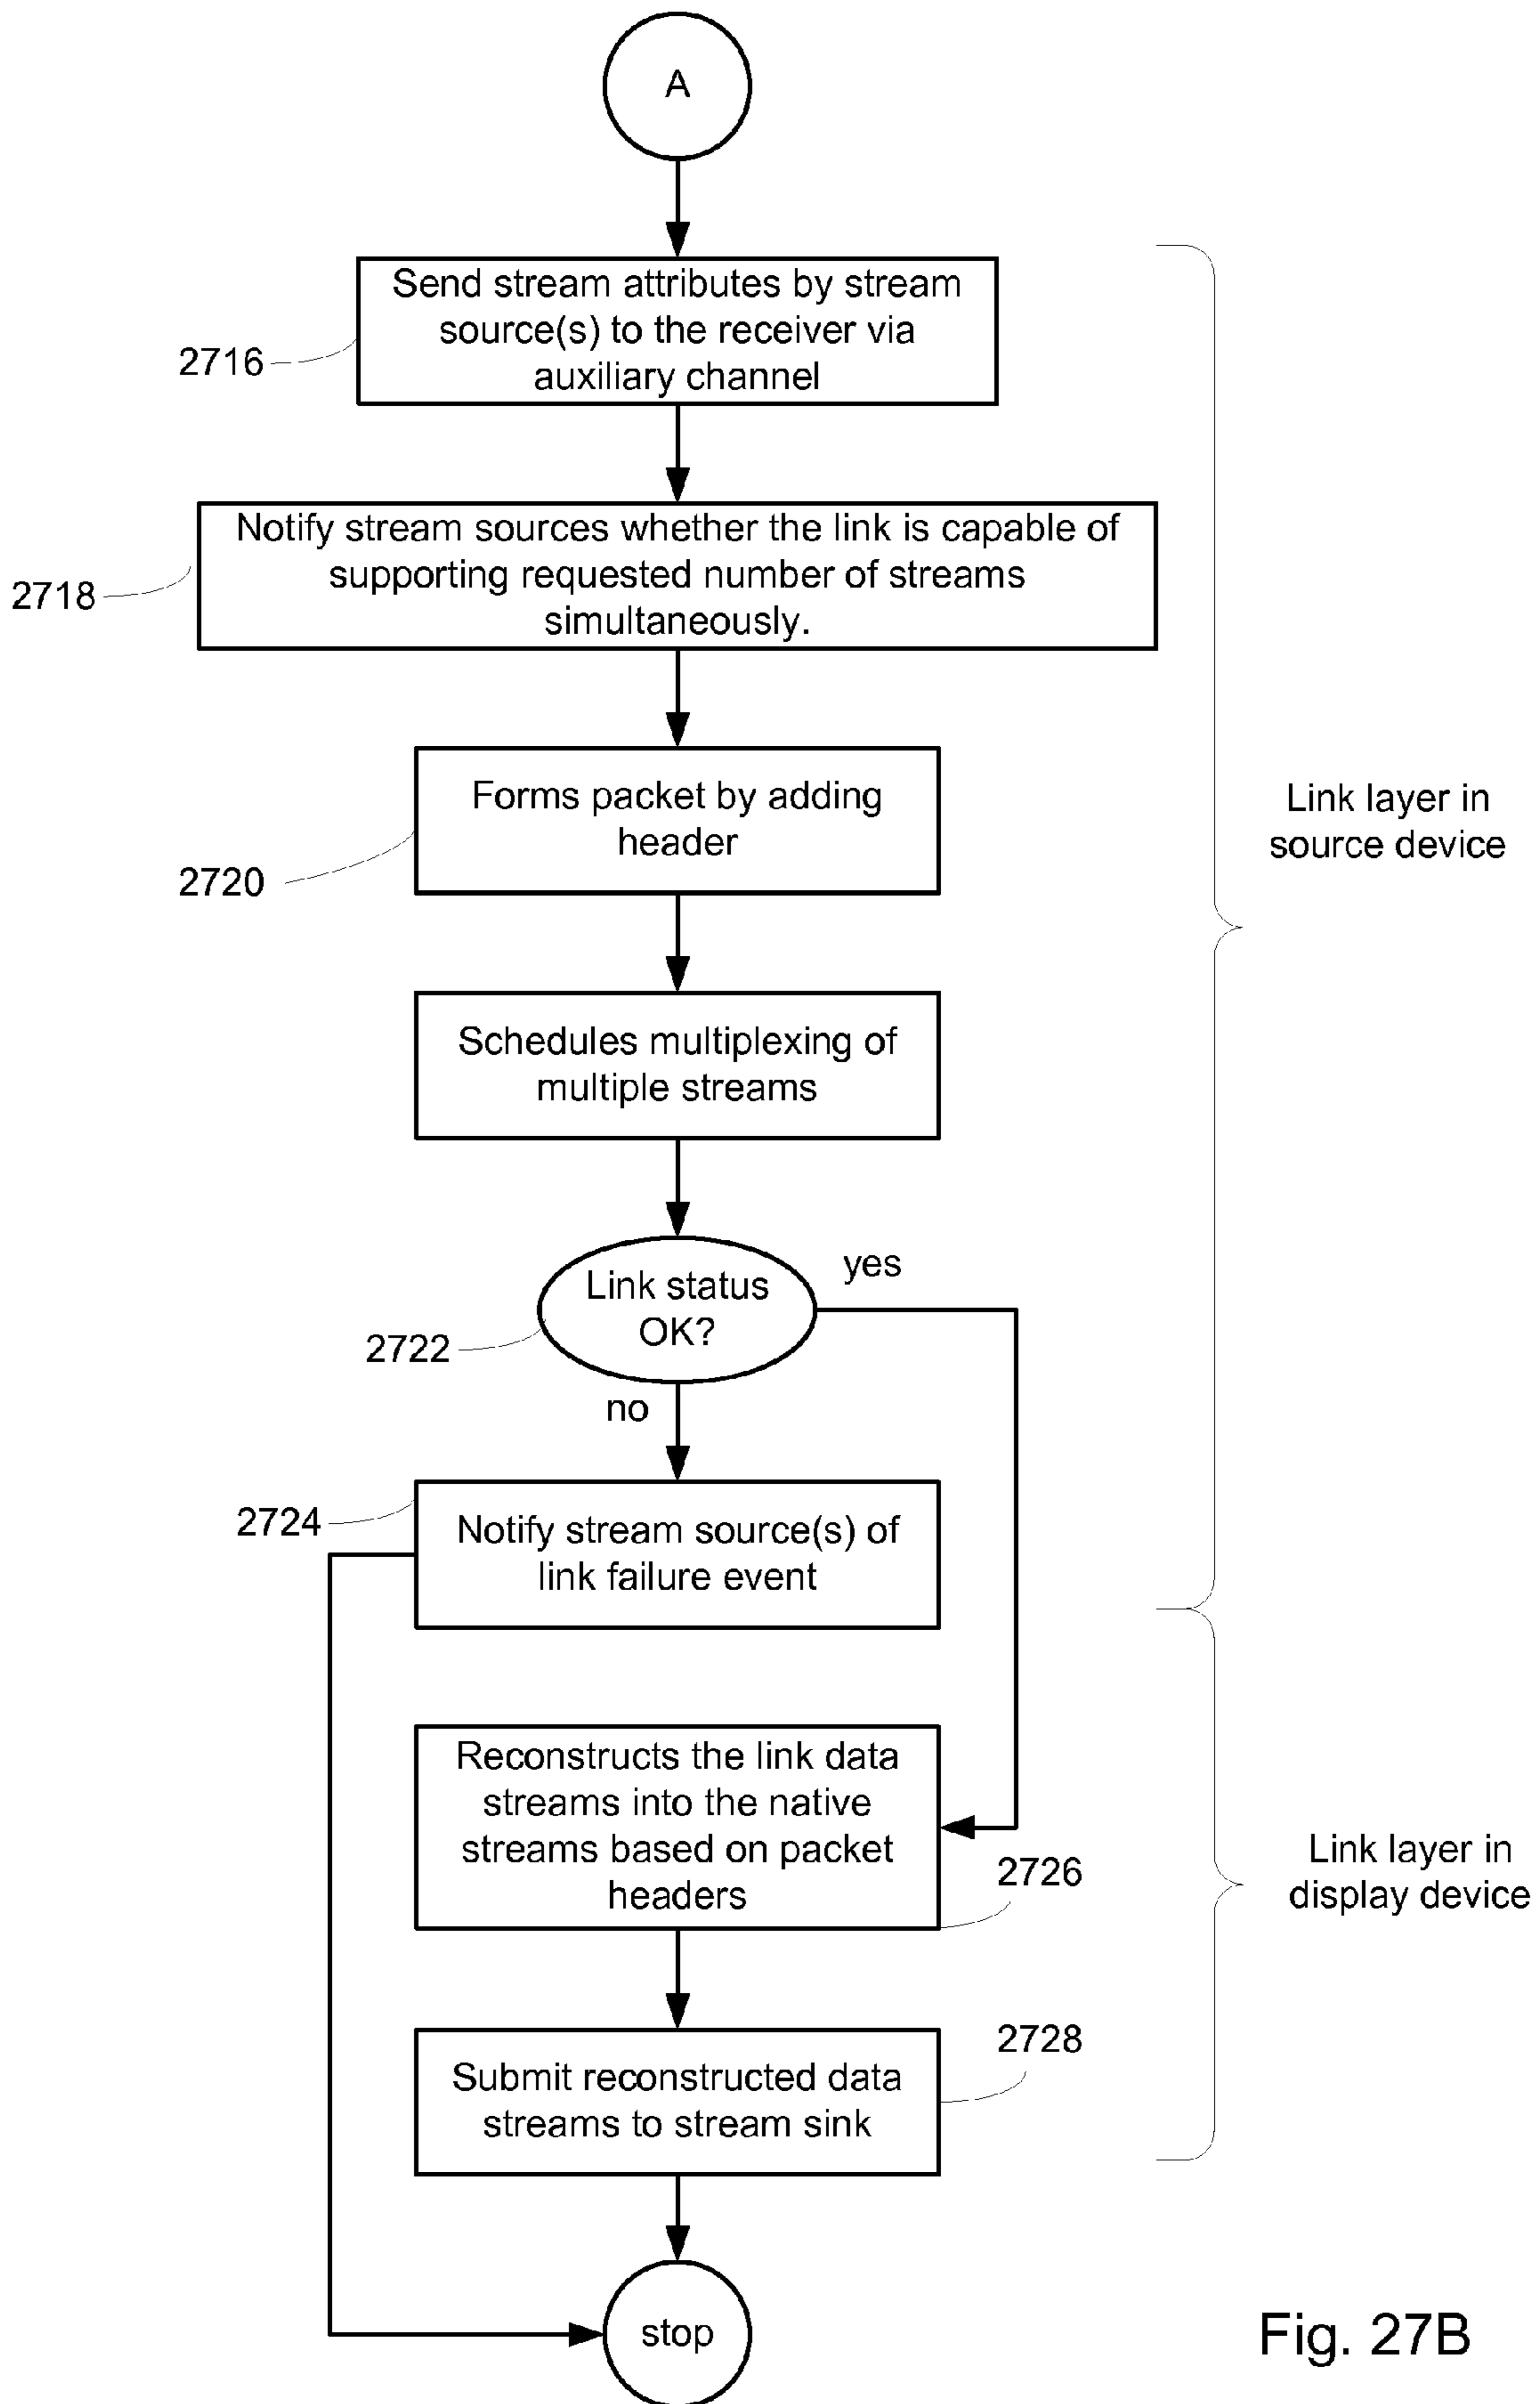 A
Send stream attributes by stream
source(s) to the receiver via
auxiliary channel
2716
Notify stream sources whether the link is capable of
supporting requested number of streams
simultaneously.
2718
Forms packet by adding
header
2720
Link layer in
source device
Schedules multiplexing of
multiple streams
Link status
OK?
yes
2722
no
2724
Notify stream source(s) of
link failure event
Reconstructs the link data
streams into the native
streams based on packet
headers
2726
Link layer in
display device
2728
Submit reconstructed data
streams to stream sink
stop
Fig. 27B